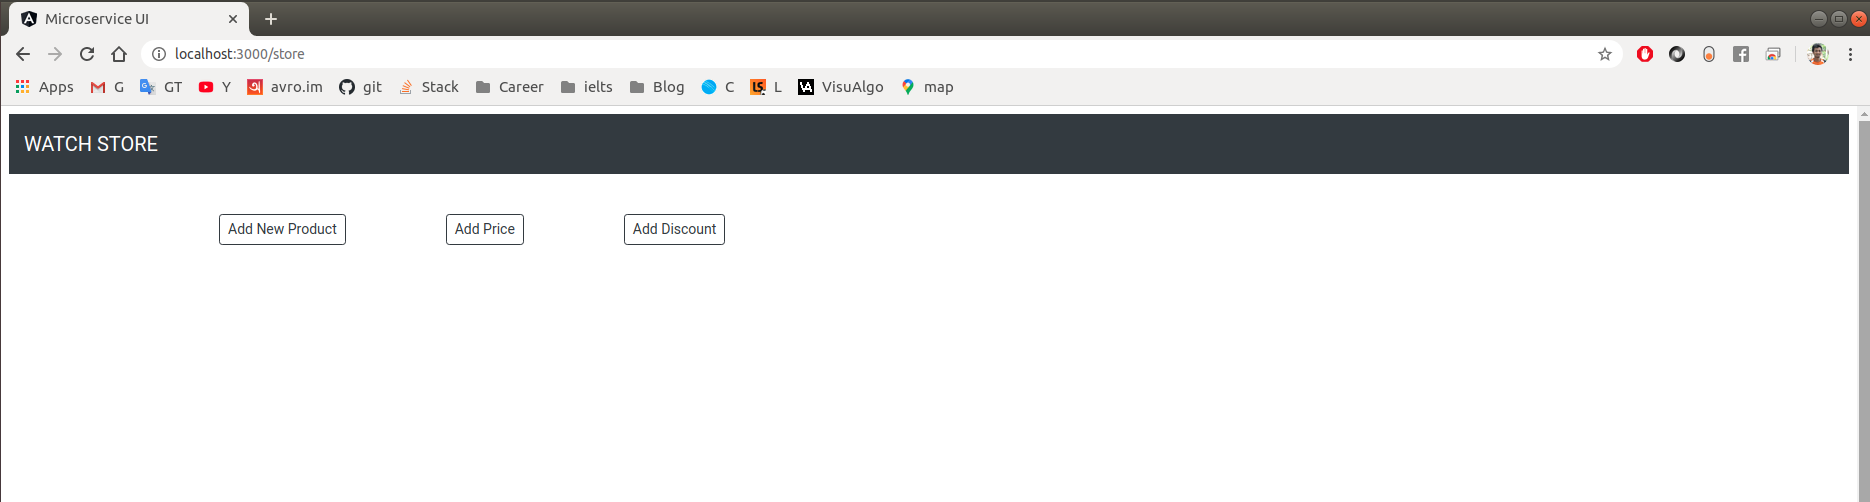 Microservice UI
localhost:3000/store
Apps G GT Y avro.im git Stack Career ielts Blog C L VisuAlgo map
WATCH STORE
Add New Product Add Price Add Discount